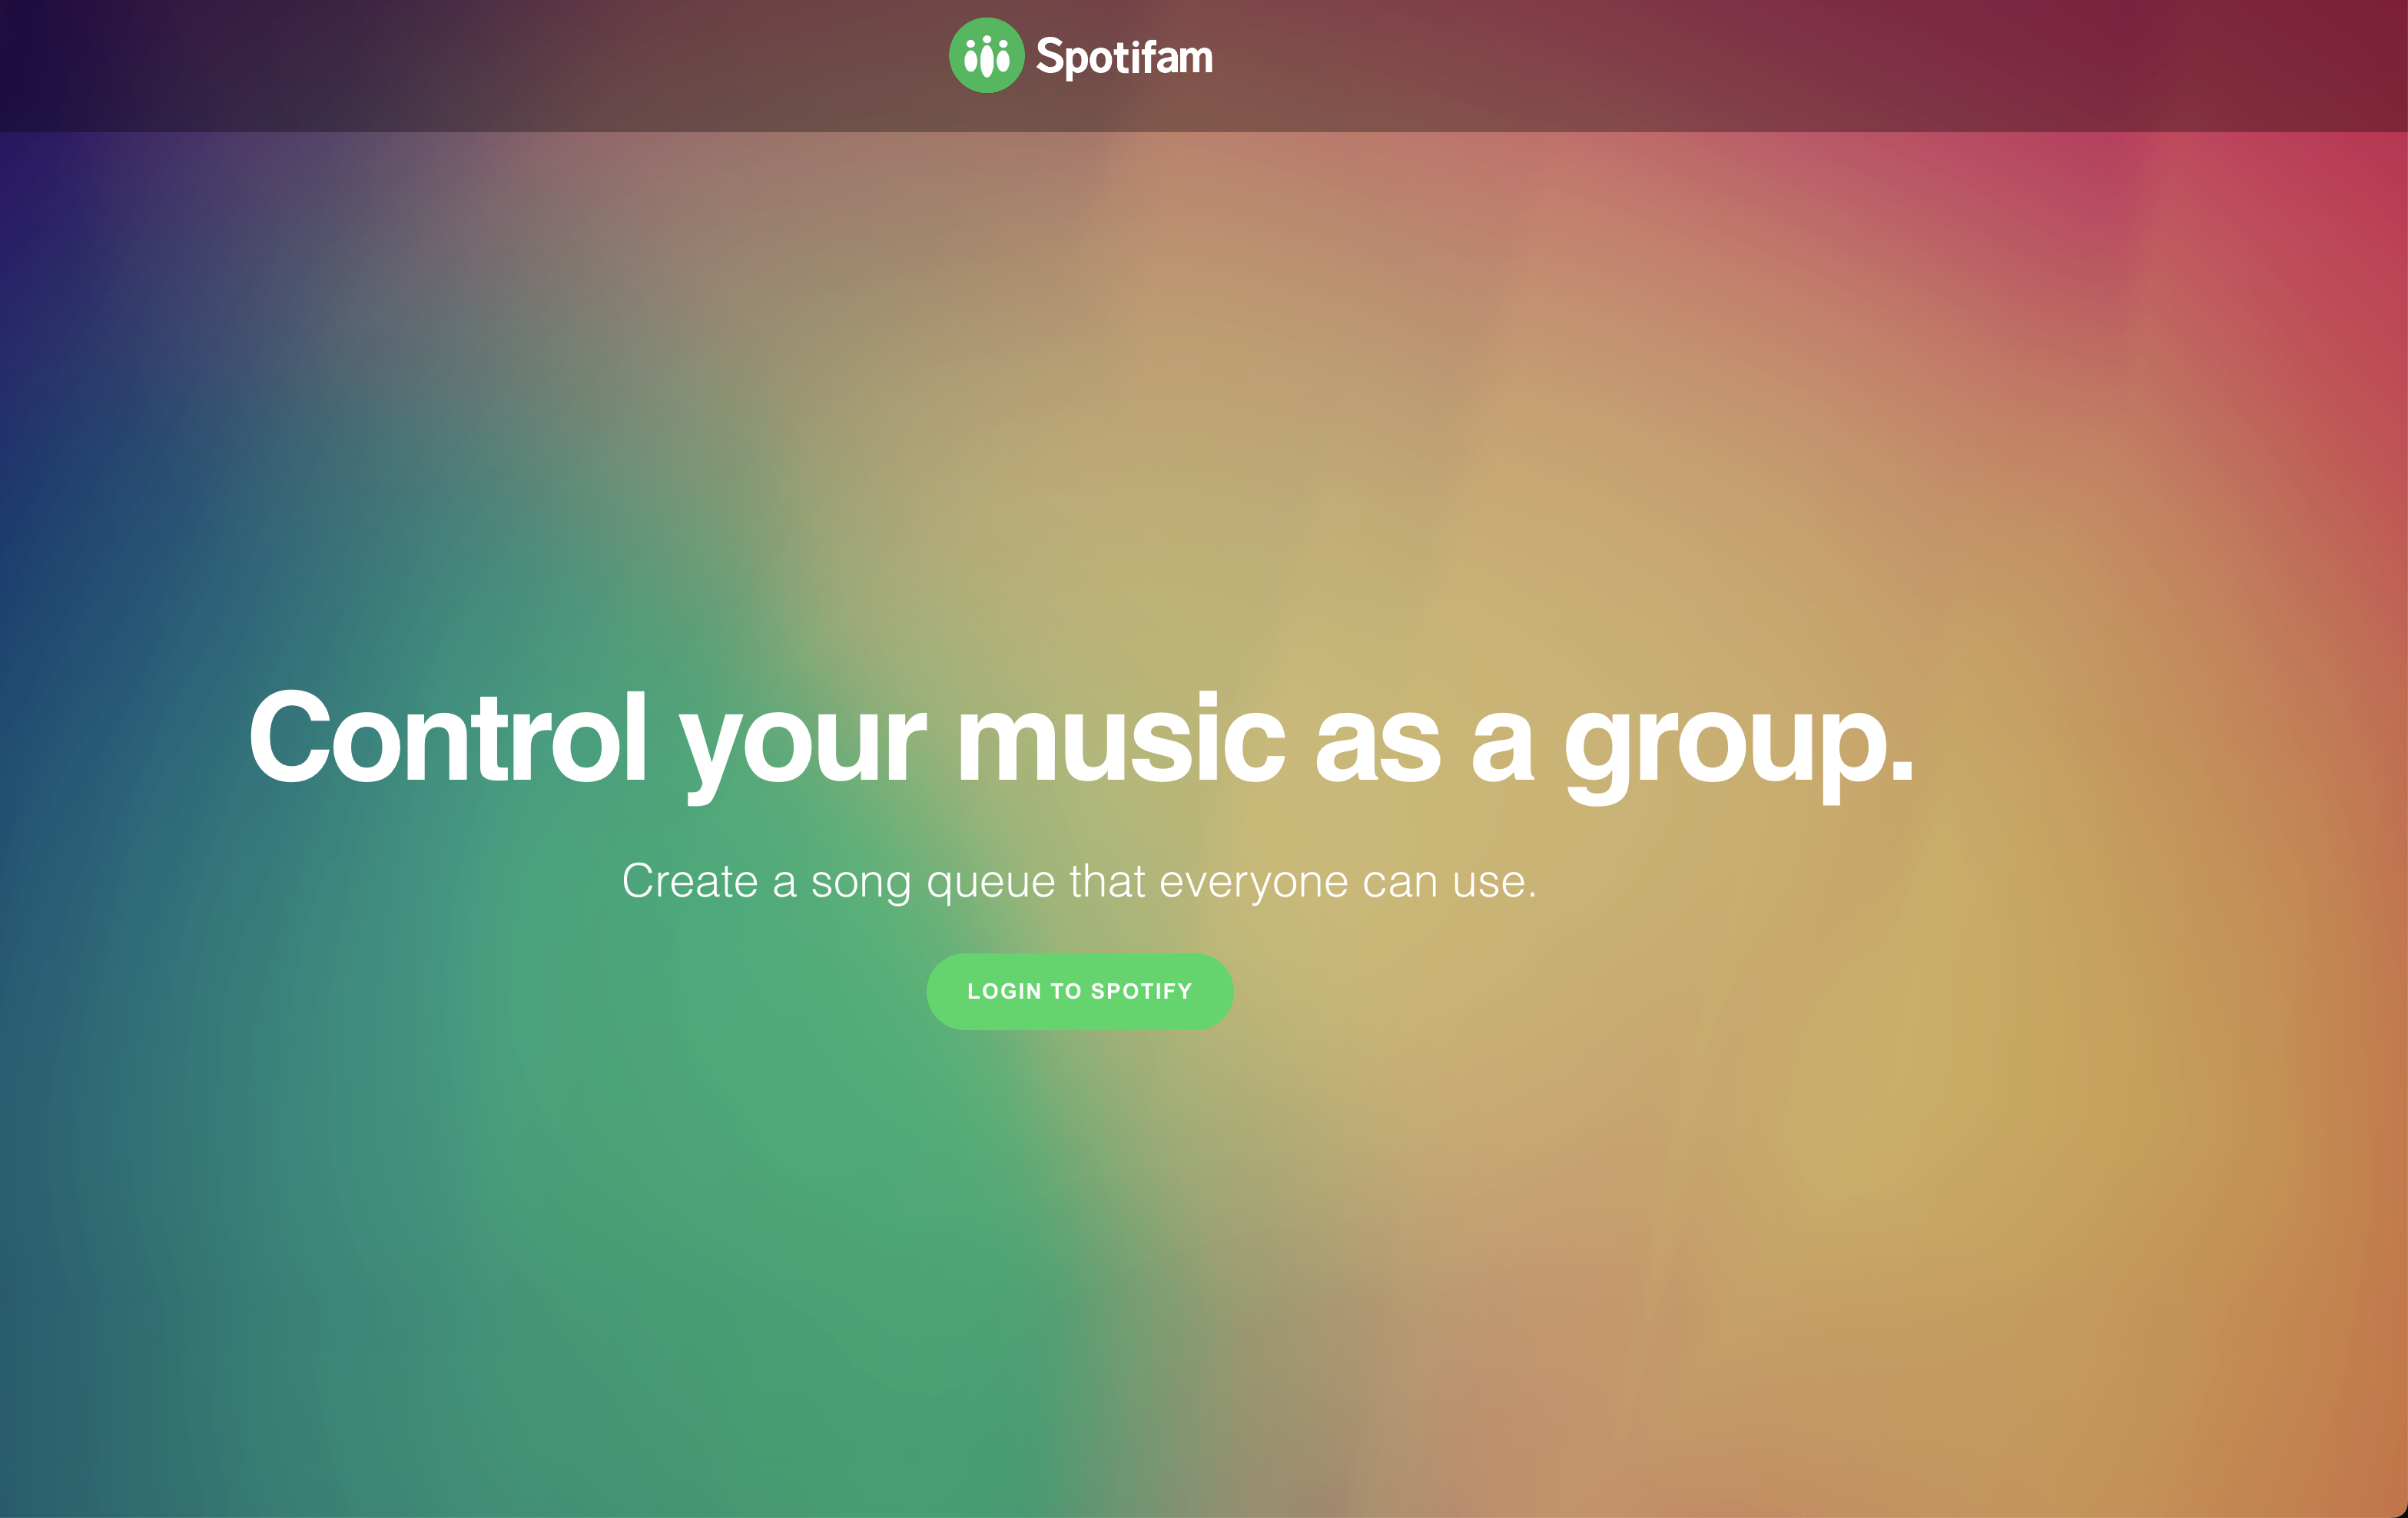 Spotifam
Control your music as a group.
Create a song queue that everyone can use.
LOGIN TO SPOTIFY